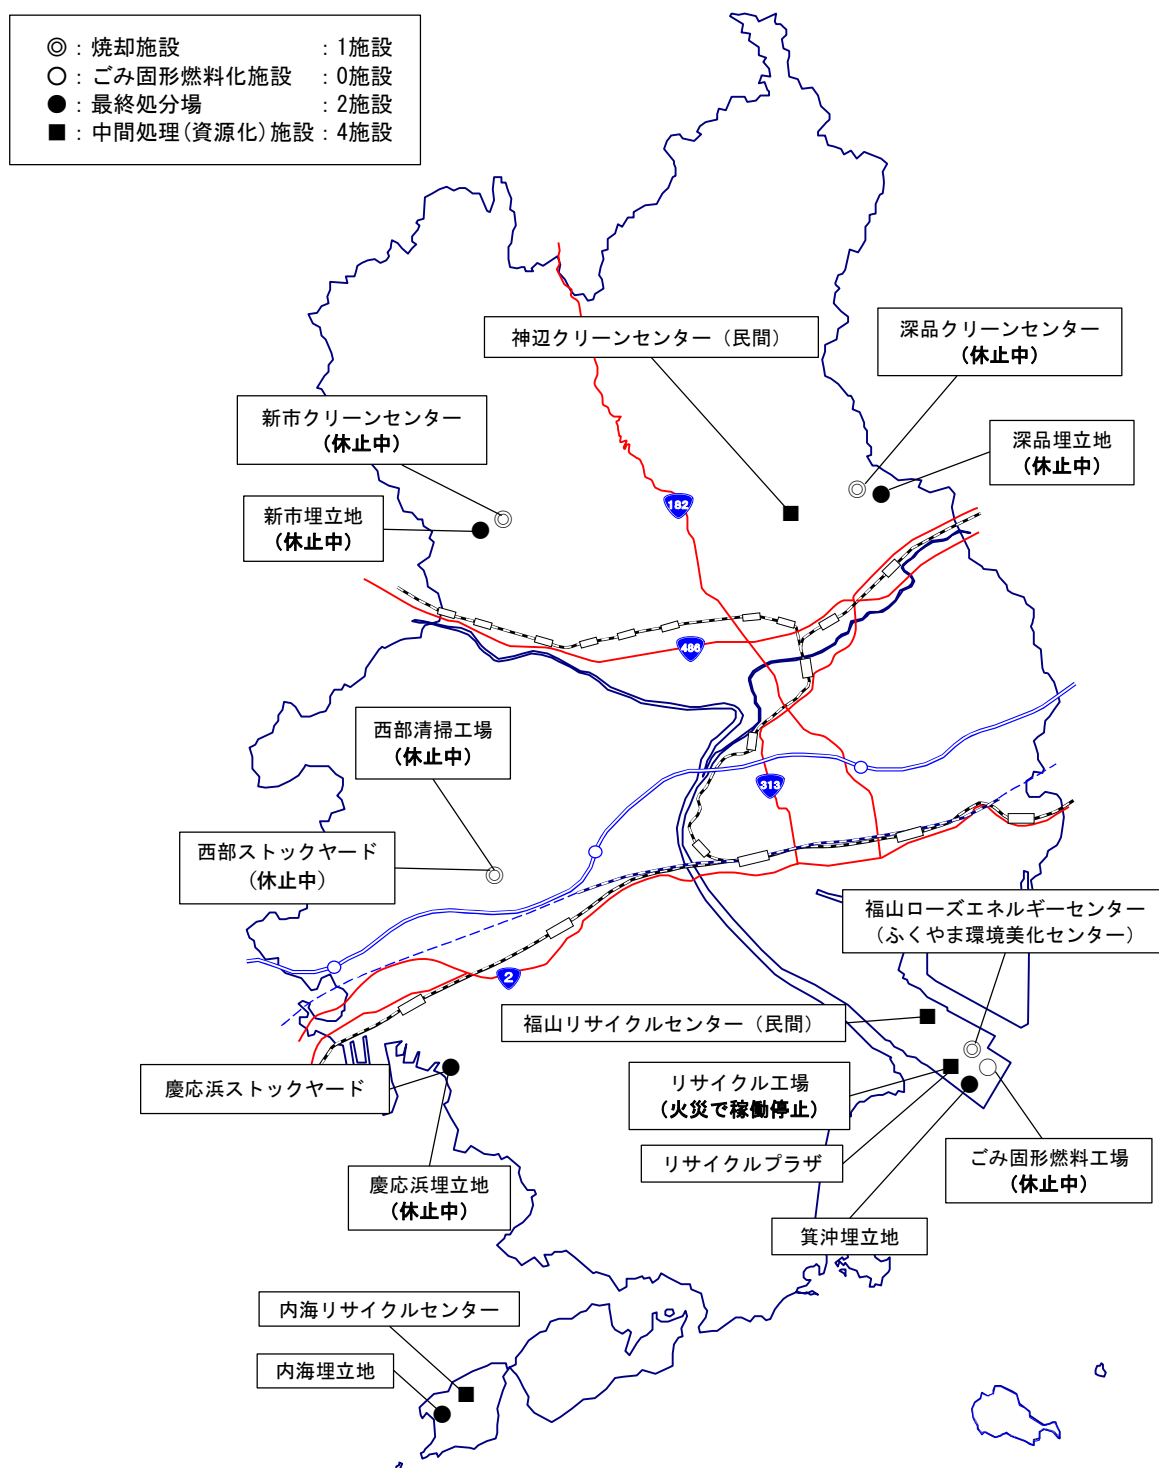 ◎：焼却施設　　　　　　：1施設
○：ごみ固形燃料化施設　：0施設
●：最終処分場　　　　　：2施設
■：中間処理(資源化)施設：4施設
神辺クリーンセンター（民間）
深品クリーンセンター
(休止中)
新市クリーンセンター
(休止中)
深品埋立地
(休止中)
新市埋立地
(休止中)
182
486
西部清掃工場
(休止中)
313
西部ストックヤード
(休止中)
福山ローズエネルギーセンター
（ふくやま環境美化センター）
2
福山リサイクルセンター（民間）
慶応浜ストックヤード
リサイクル工場
(火災で稼働停止)
リサイクルプラザ
ごみ固形燃料工場
(休止中)
慶応浜埋立地
(休止中)
箕沖埋立地
内海リサイクルセンター
内海埋立地